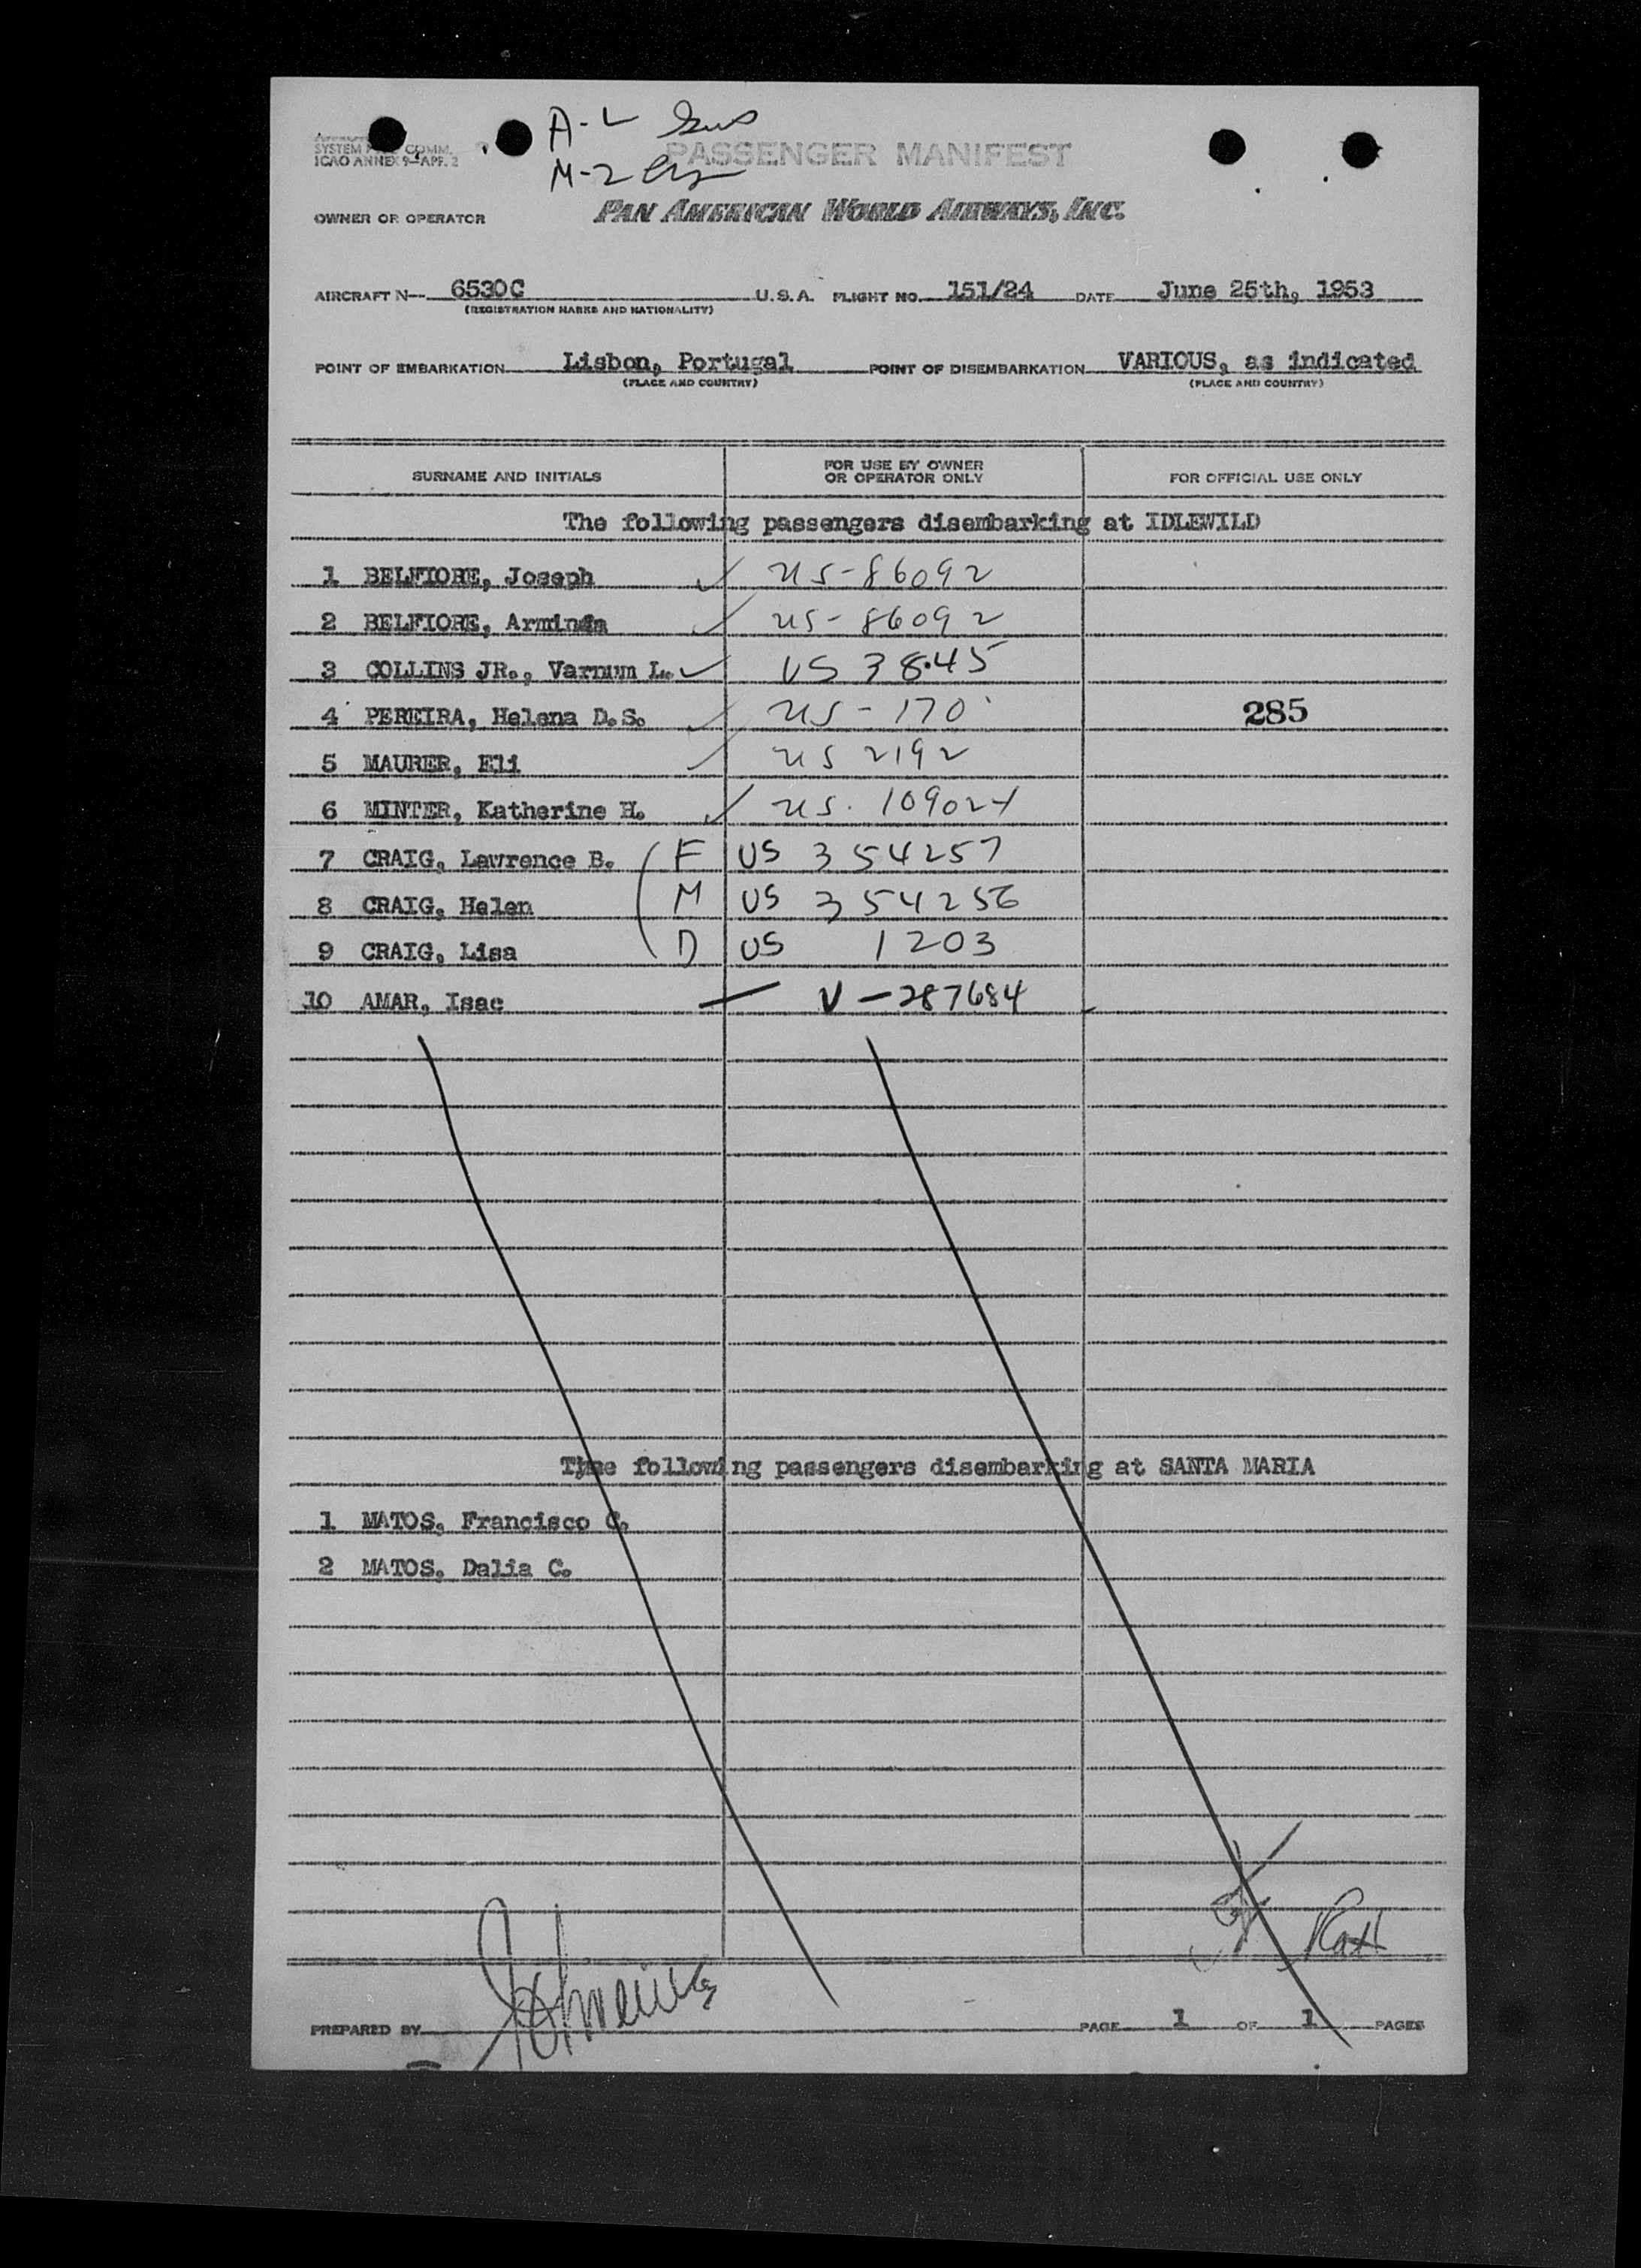 A-L
SYSTEM COMM.
ICAO ANNEX 9-APP. 2
PASSENGER MANIFEST
M-2
OWNER OR OPERATOR PAN AMERICAN WORLD AIRWAYS, INC.
AIRCRAFT N- 6530C U.S.A. FLIGHT NO. 151/24 DATE June 25th, 1953
(REGISTRATION MARKS AND NATIONALITY)
POINT OF EMBARKATION Lisbon, Portugal POINT OF DISEMBARKATION VARIOUS, as indicated
(PLACE AND COUNTRY) (PLACE AND COUNTRY)
SURNAME AND INITIALS FOR USE BY OWNER OR OPERATOR ONLY FOR OFFICIAL USE ONLY
The following passengers disembarking at IDLEWILD
1 BELFIORE, Joseph ✓ US-86092
2 BELFIORE, Arminda ✓ US-86092
3 COLLINS JR., Varnum L. ✓ US 3845
4 PEREIRA, Helena D.S. ✓ US-170 285
5 MAURER, Eli ✓ US 2192
6 MINTER, Katherine H. ✓ US. 109024
7 CRAIG, Lawrence B. F US 354257
8 CRAIG, Helen M US 354256
9 CRAIG, Lisa D US 1203
10 AMAR, Isac — V-287684
The following passengers disembarking at SANTA MARIA
1 MATOS, Francisco C.
2 MATOS, Dalia C.
PREPARED BY PAGE 1 OF 1 PAGES